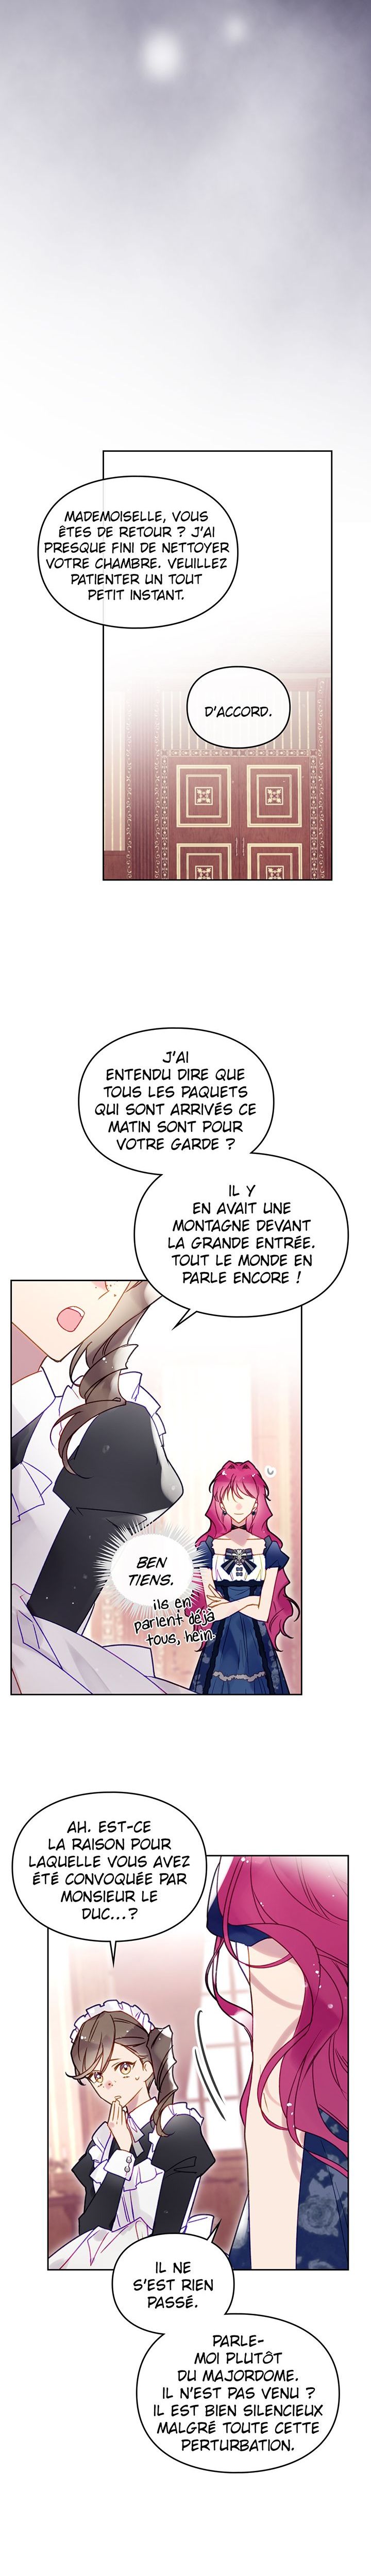 MADEMOISELLE, VOUS
ÊTES DE RETOUR ? J'AI
PRESQUE FINI DE NETTOYER
VOTRE CHAMBRE. VEUILLEZ
PATIENTER UN TOUT
PETIT INSTANT.
D'ACCORD.
J'AI
ENTENDU DIRE QUE
TOUS LES PAQUETS
QUI SONT ARRIVÉS CE
MATIN SONT POUR
VOTRE GARDE ?
IL Y
EN AVAIT UNE
MONTAGNE DEVANT
LA GRANDE ENTRÉE.
TOUT LE MONDE EN
PARLE ENCORE !
BEN
TIENS.
ils en
parlent déjà
tous, hein.
AH. EST-CE
LA RAISON POUR
LAQUELLE VOUS AVEZ
ÉTÉ CONVOQUÉE PAR
MONSIEUR LE
DUC...?
IL NE
S'EST RIEN
PASSÉ.
PARLE-
MOI PLUTÔT
DU MAJORDOME.
IL N'EST PAS VENU ?
IL EST BIEN SILENCIEUX
MALGRÉ TOUTE CETTE
PERTURBATION.